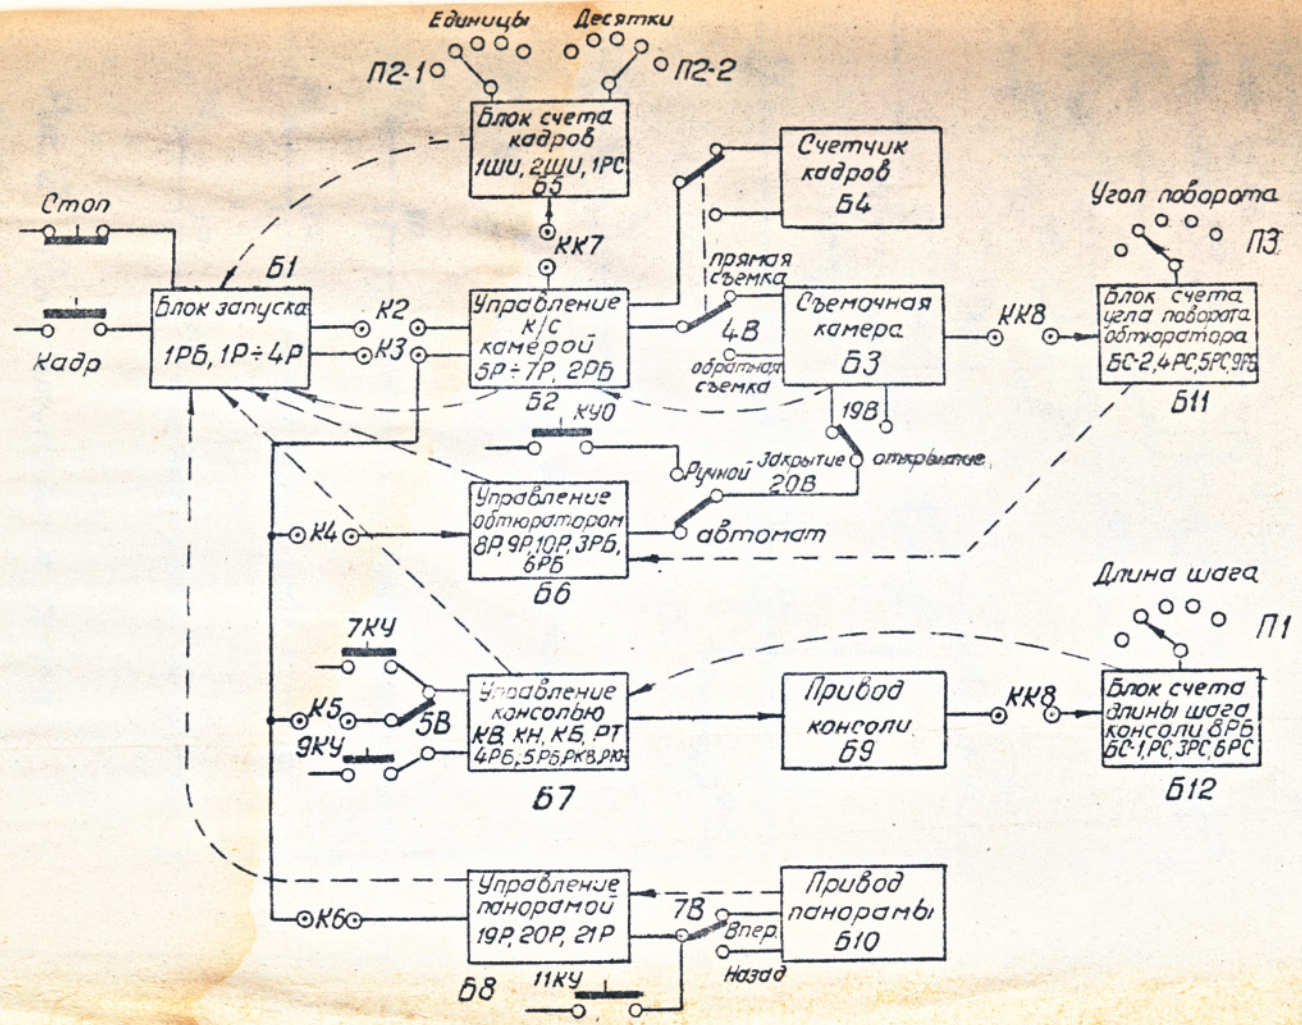 Единицы
Десятки
П2-1
П2-2
Блок счета
кадров
1ШИ, 2ШИ, 1РС
Б5
КК7
Счетчик
кадров
Б4
Стоп
Кадр
Б1
Блок запуска
1РБ, 1Р÷4Р
К2
К3
Управление
к/с
камерой
5Р÷7Р, 2РБ
Б2
прямая
съемка
4В
обратная
съемка
Съемочная
камера
Б3
КК8
Угол поворота
П3
Блок счета
угла поворота
обтюратора
БС-2,4РС,5РС,9РБ
Б11
КУО
19В
Ручной
Закрытие
20В
открытие
автомат
К4
Управление
обтюратором
8Р, 9Р, 10Р, 3РБ,
6РБ
Б6
Длина шага
П1
7КУ
К5
5В
9КУ
Управление
консолью
КВ, КН, КБ, РТ
4РБ, 5РБ, РКВ, РКН
Б7
Привод
консоли
Б9
КК8
Блок счета
длины шага
консоли 8РБ
БС-1, РС, 3РС, 6РС
Б12
К6
Управление
панорамой
19Р, 20Р, 21Р
Б8
11КУ
7В
Впер.
Назад
Привод
панорамы
Б10